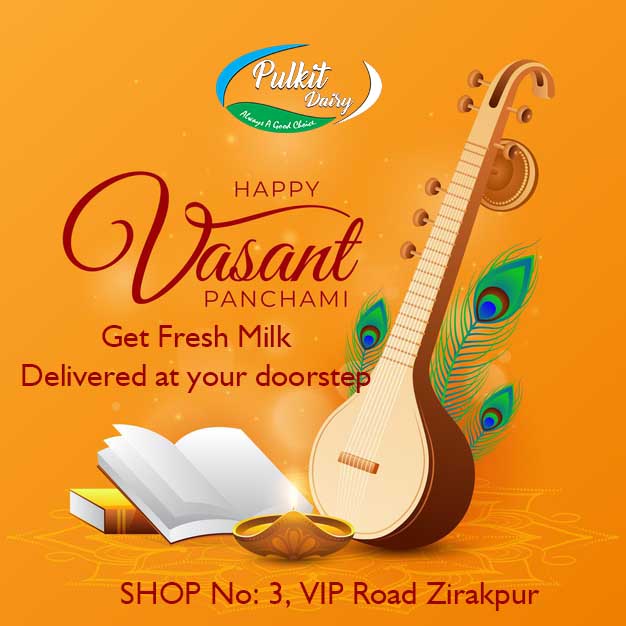 Pulkit
Dairy
Always A Good Choice
HAPPY
Vasant
PANCHAMI
Get Fresh Milk
Delivered at your doorstep
SHOP No: 3, VIP Road Zirakpur